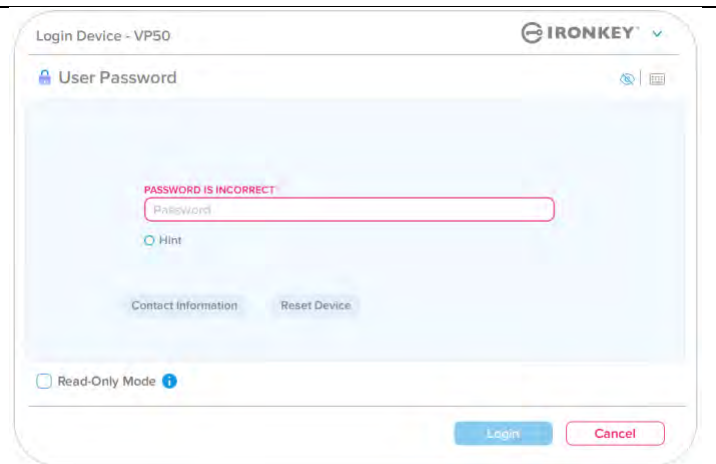 Login Device - VP50
IRONKEY
User Password
PASSWORD IS INCORRECT
Password
Hint
Contact Information Reset Device
Read-Only Mode
Login Cancel